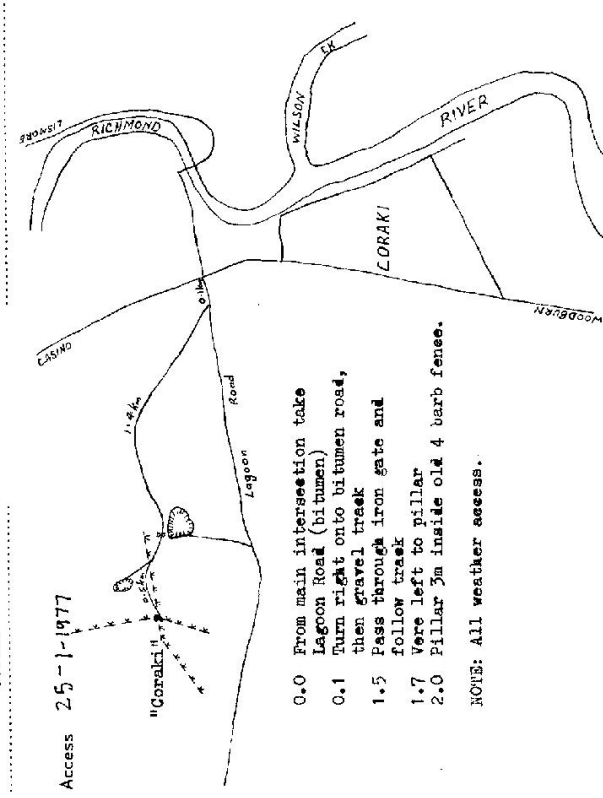 Access 25-1-1977
"Coraki"
CASINO
LISMORE
RICHMOND
WILSON
RIVER
CORAKI
WOODBURN
0.1km
1.4km
Lagoon Road
0.0 From main intersection take
Lagoon Road (bitumen)
0.1 Turn right onto bitumen road,
then gravel track
1.5 Pass through iron gate and
follow track
1.7 Vere left to pillar
2.0 Pillar 3m inside old 4 barb fence.
NOTE: All weather access.